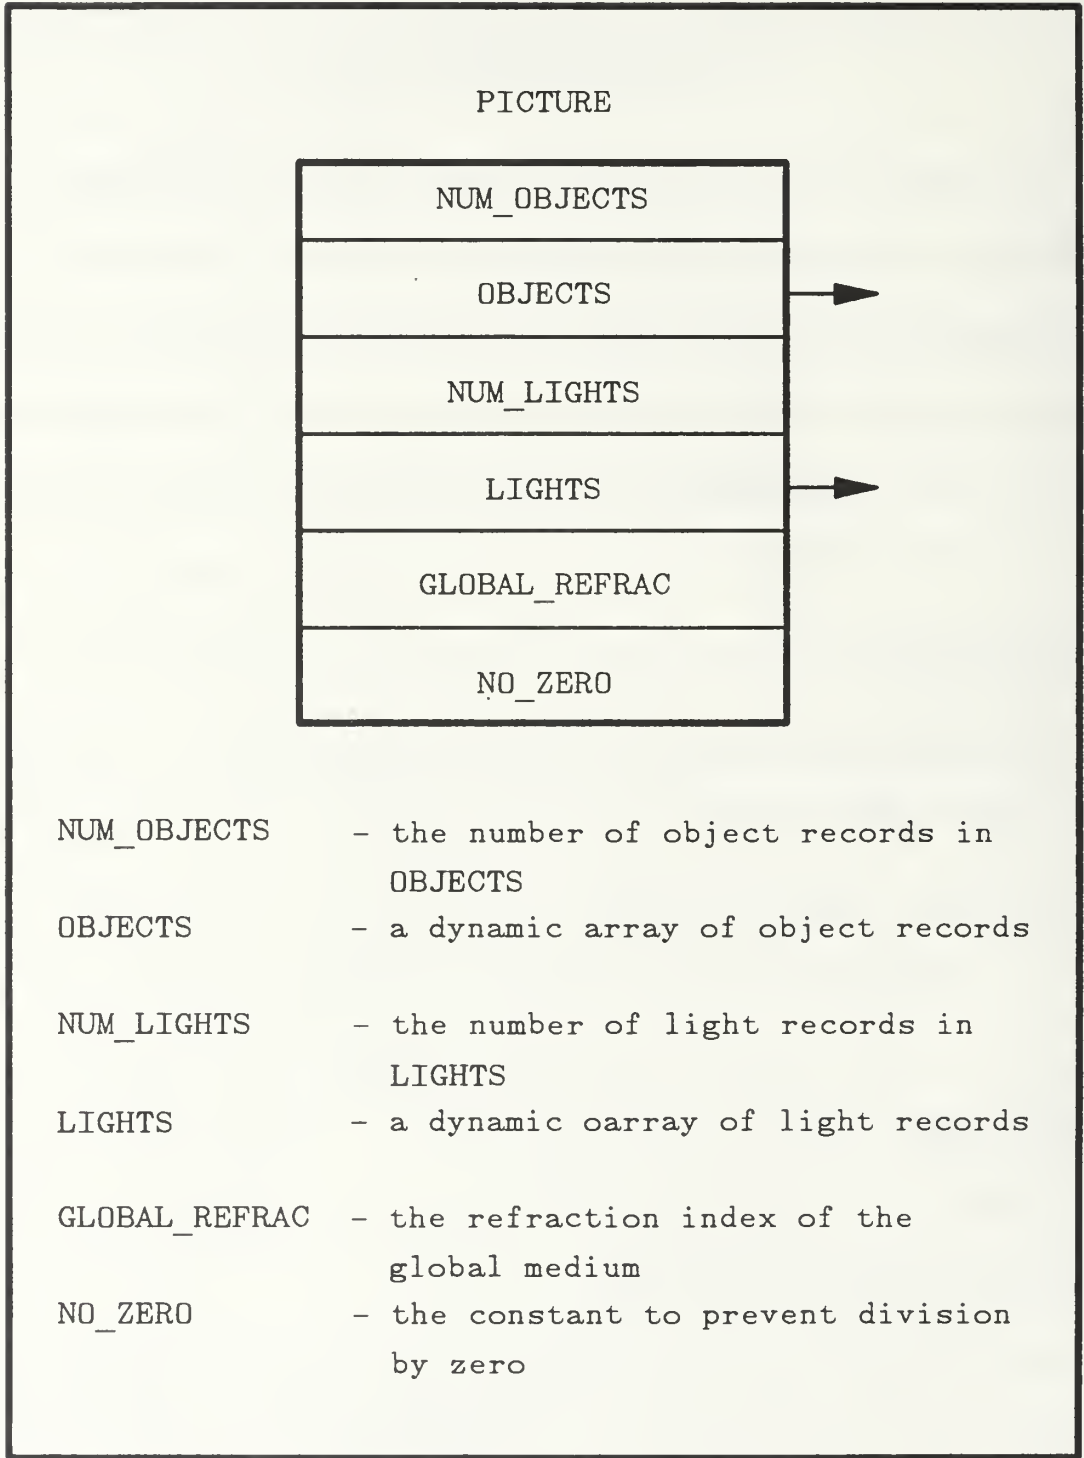 PICTURE
NUM_OBJECTS
OBJECTS
NUM_LIGHTS
LIGHTS
GLOBAL_REFRAC
NO_ZERO
NUM_OBJECTS - the number of object records in
OBJECTS
OBJECTS - a dynamic array of object records
NUM_LIGHTS - the number of light records in
LIGHTS
LIGHTS - a dynamic oarray of light records
GLOBAL_REFRAC - the refraction index of the
global medium
NO_ZERO - the constant to prevent division
by zero